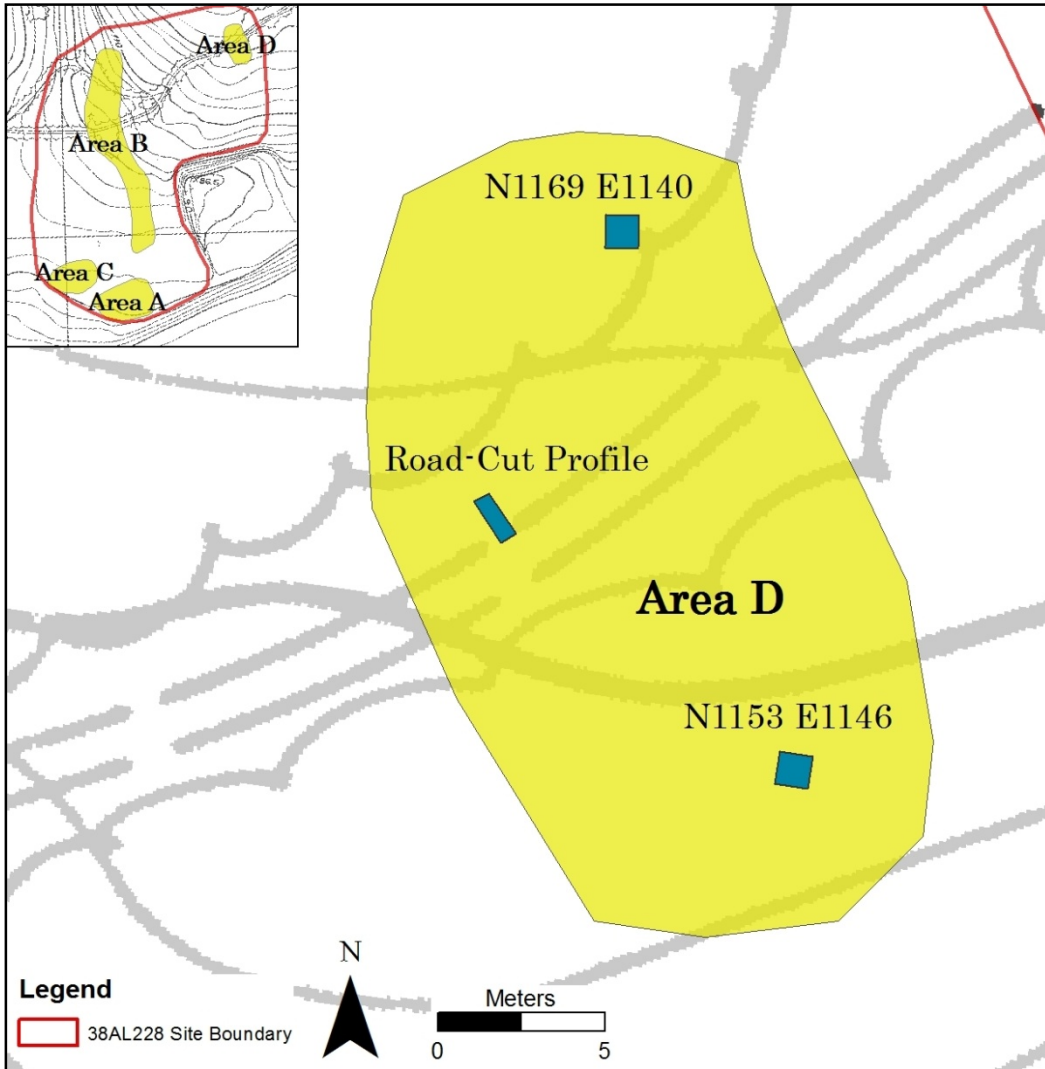 Area D
Area B
Area C
Area A
N1169 E1140
Road-Cut Profile
Area D
N1153 E1146
N
Legend
38AL228 Site Boundary
Meters
0 5